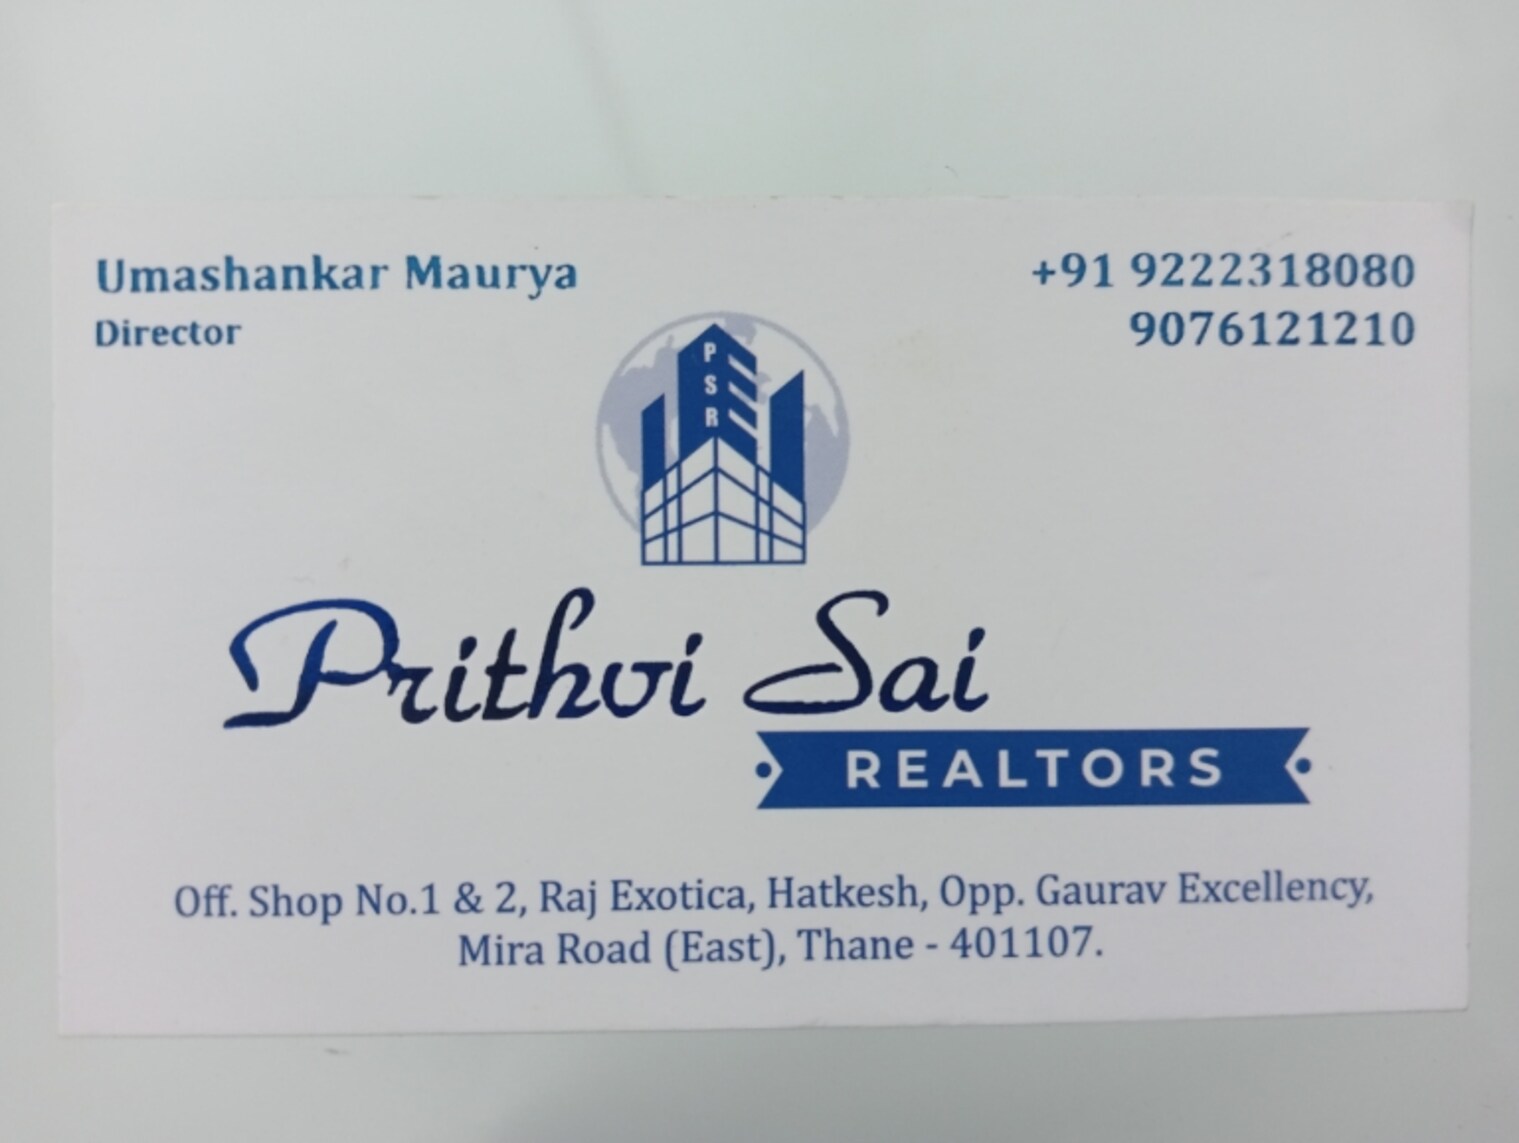 Umashankar Maurya
Director
+91 9222318080
9076121210
P
S
R
Prithvi Sai
REALTORS
Off. Shop No.1 & 2, Raj Exotica, Hatkesh, Opp. Gaurav Excellency,
Mira Road (East), Thane - 401107.